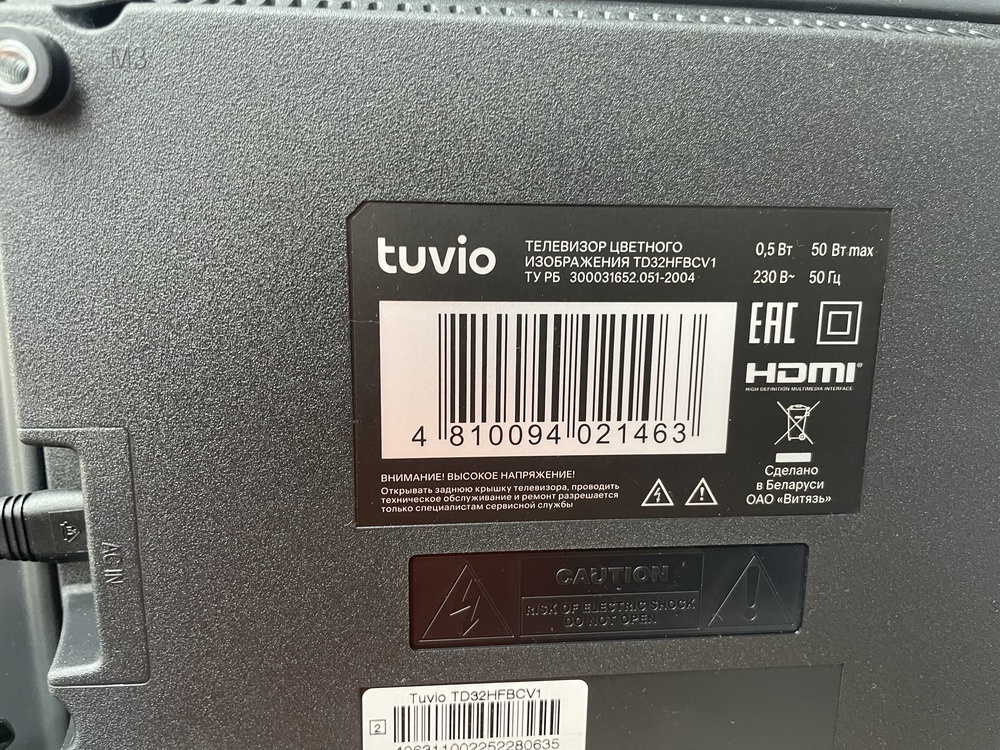 M3
tuvio
ТЕЛЕВИЗОР ЦВЕТНОГО
ИЗОБРАЖЕНИЯ TD32HFBCV1
ТУ РБ 300031652.051-2004
0,5 Вт 50 Вт max
230 В~ 50 Гц
EAC
HDMI®
HIGH DEFINITION MULTIMEDIA INTERFACE
4 810094 021463
ВНИМАНИЕ! ВЫСОКОЕ НАПРЯЖЕНИЕ!
Открывать заднюю крышку телевизора, проводить
техническое обслуживание и ремонт разрешается
только специалистам сервисной службы
Сделано
в Беларуси
ОАО «Витязь»
AC IN
CAUTION
RISK OF ELECTRIC SHOCK
DO NOT OPEN
Tuvio TD32HFBCV1
2